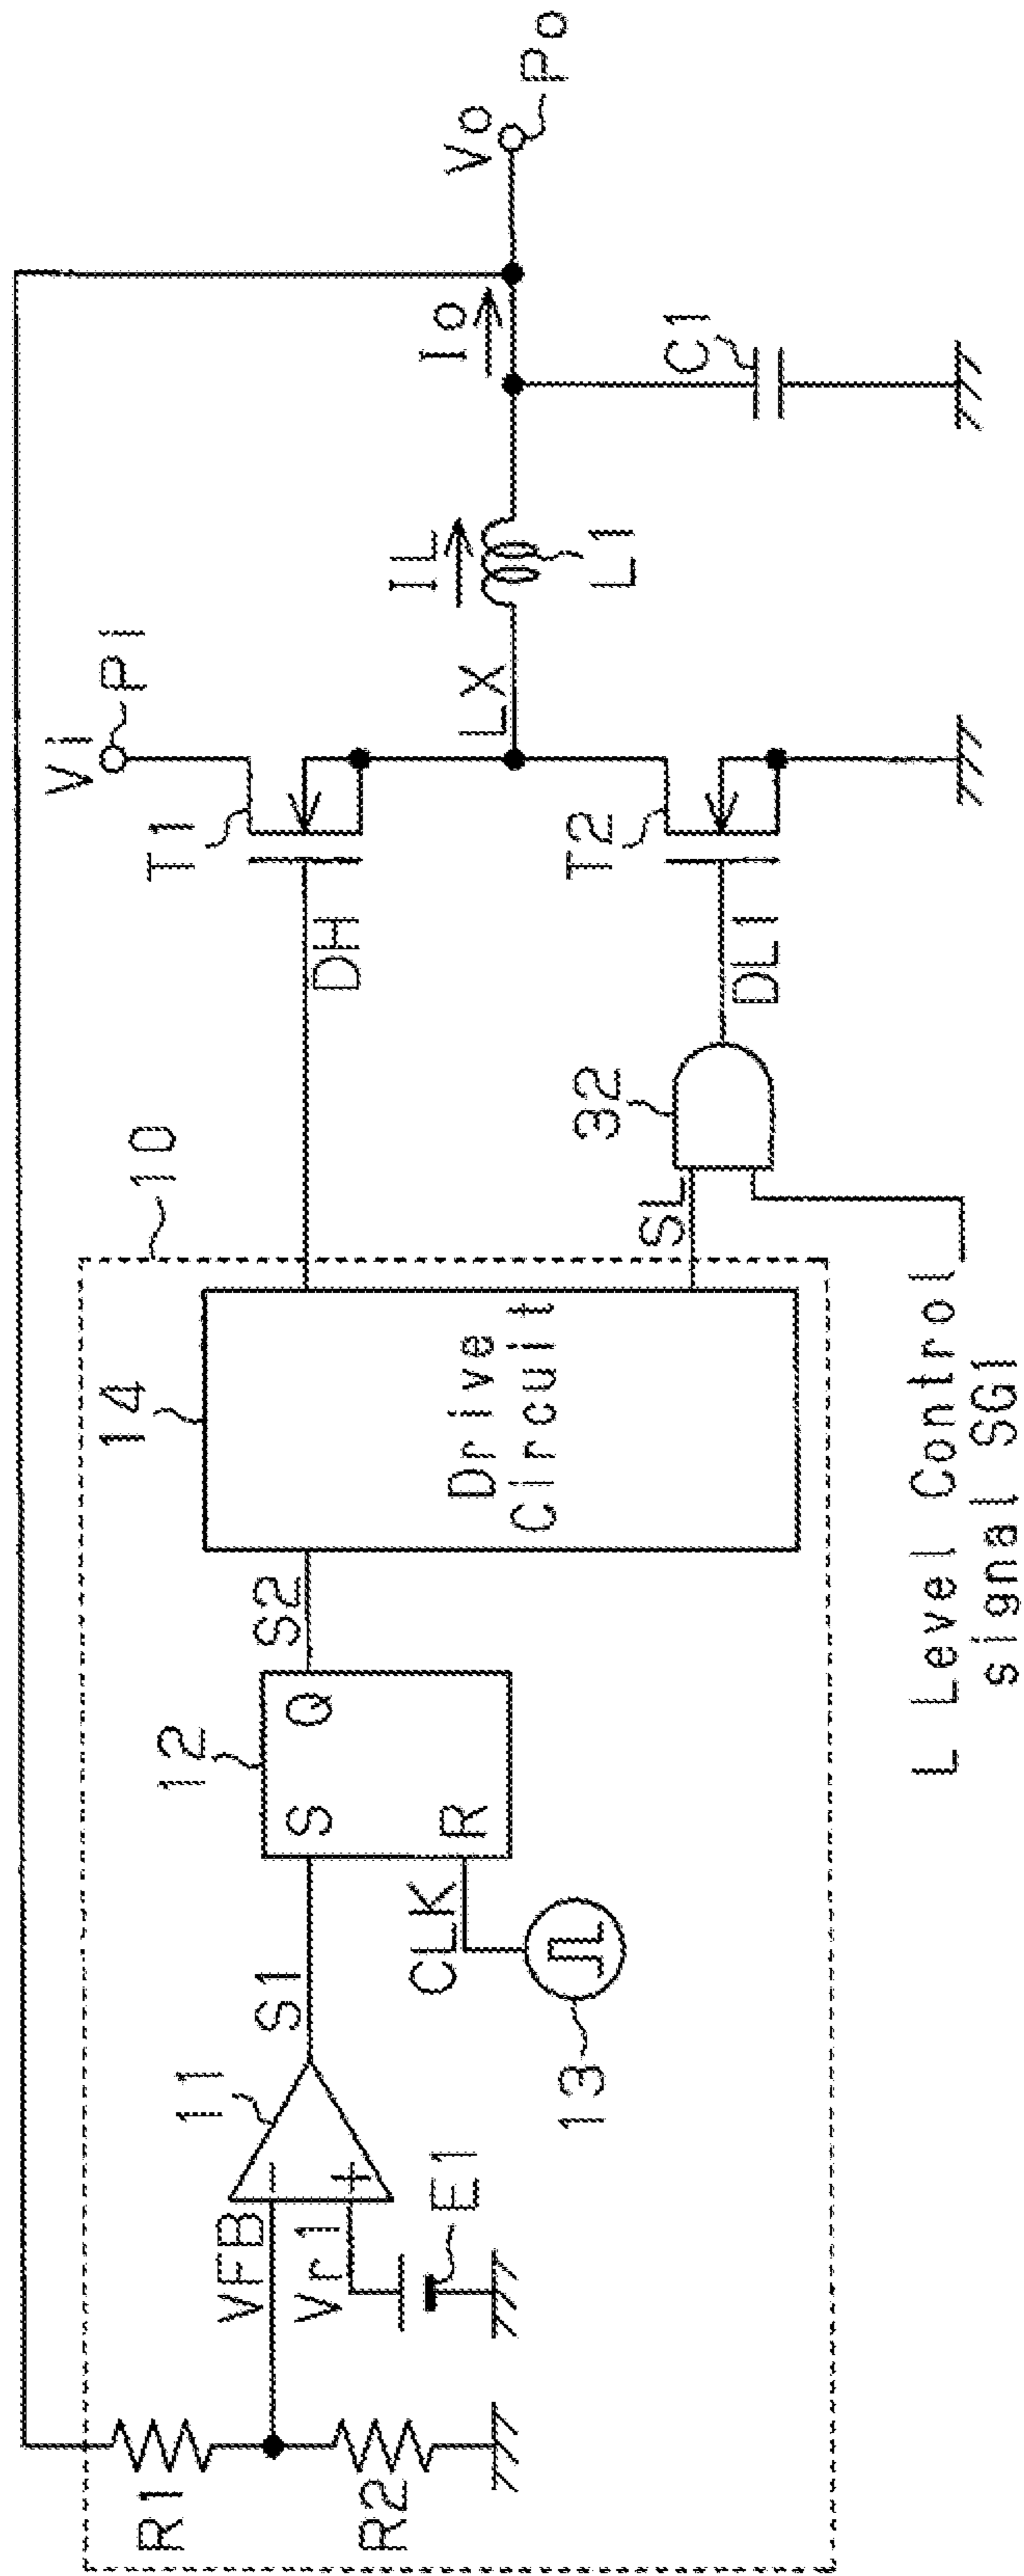 Vi
Pi
T1
DH
LX
IL
L1
Io
Vo
Po
C1
T2
DL1
32
SL
10
14
Drive
Circuit
S2
12
S
Q
R
CLK
13
S1
11
VFB
Vr1
-
+
E1
R1
R2
L Level Control
signal SG1